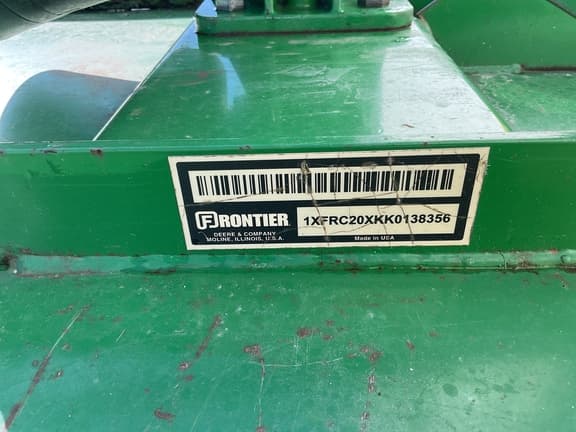 FRONTIER
DEERE & COMPANY
MOLINE, ILLINOIS, U.S.A.
1XFRC20XKK0138356
Made in USA